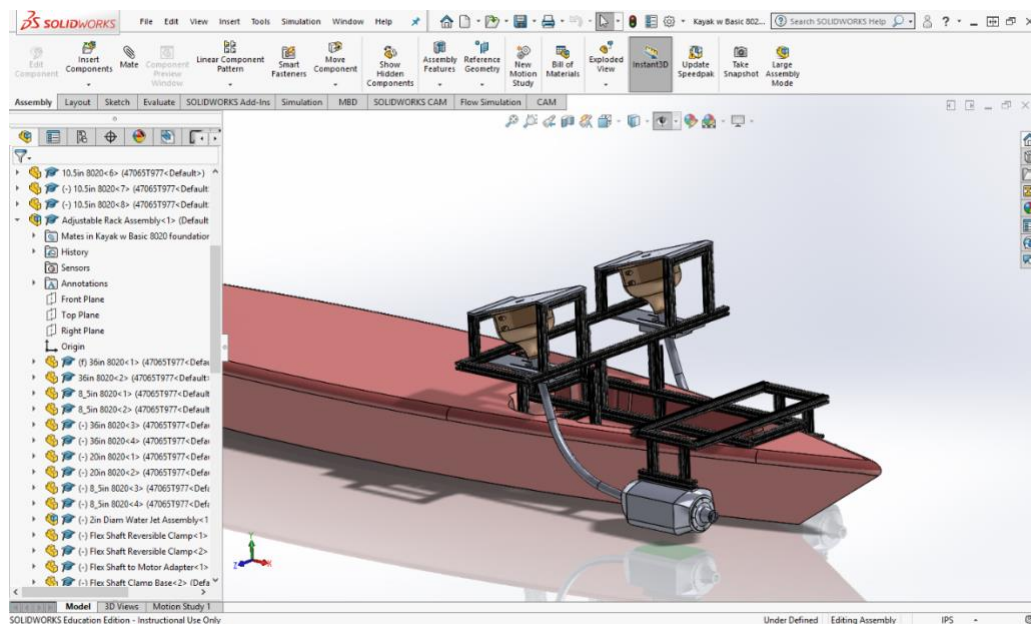 SOLIDWORKS File Edit View Insert Tools Simulation Window Help Kayak w Basic 802... Search SOLIDWORKS Help
Edit Component
Insert Components
Mate
Component Preview Window
Linear Component Pattern
Smart Fasteners
Move Component
Show Hidden Components
Assembly Features
Reference Geometry
New Motion Study
Bill of Materials
Exploded View
Instant3D
Update Speedpak
Take Snapshot
Large Assembly Mode
Assembly Layout Sketch Evaluate SOLIDWORKS Add-Ins Simulation MBD SOLIDWORKS CAM Flow Simulation CAM
10.5in 8020<6> (47065T977<Default>)
(-) 10.5in 8020<7> (47065T977<Default
(-) 10.5in 8020<8> (47065T977<Default
Adjustable Rack Assembly<1> (Default
Mates in Kayak w Basic 8020 foundation
History
Sensors
Annotations
Front Plane
Top Plane
Right Plane
Origin
(f) 36in 8020<1> (47065T977<Defau
36in 8020<2> (47065T977<Default
8_5in 8020<1> (47065T977<Default
8_5in 8020<2> (47065T977<Default
(-) 36in 8020<3> (47065T977<Defau
(-) 36in 8020<4> (47065T977<Defau
(-) 20in 8020<1> (47065T977<Defau
(-) 20in 8020<2> (47065T977<Defau
(-) 8_5in 8020<3> (47065T977<Defa
(-) 8_5in 8020<4> (47065T977<Defa
(-) 2in Diam Water Jet Assembly<1
(-) Flex Shaft Reversible Clamp<1>
(-) Flex Shaft Reversible Clamp<2>
(-) Flex Shaft to Motor Adapter<1>
(-) Flex Shaft Clamp Base<2> (Defa
Y
Z X
Model 3D Views Motion Study 1
SOLIDWORKS Education Edition - Instructional Use Only Under Defined Editing Assembly IPS